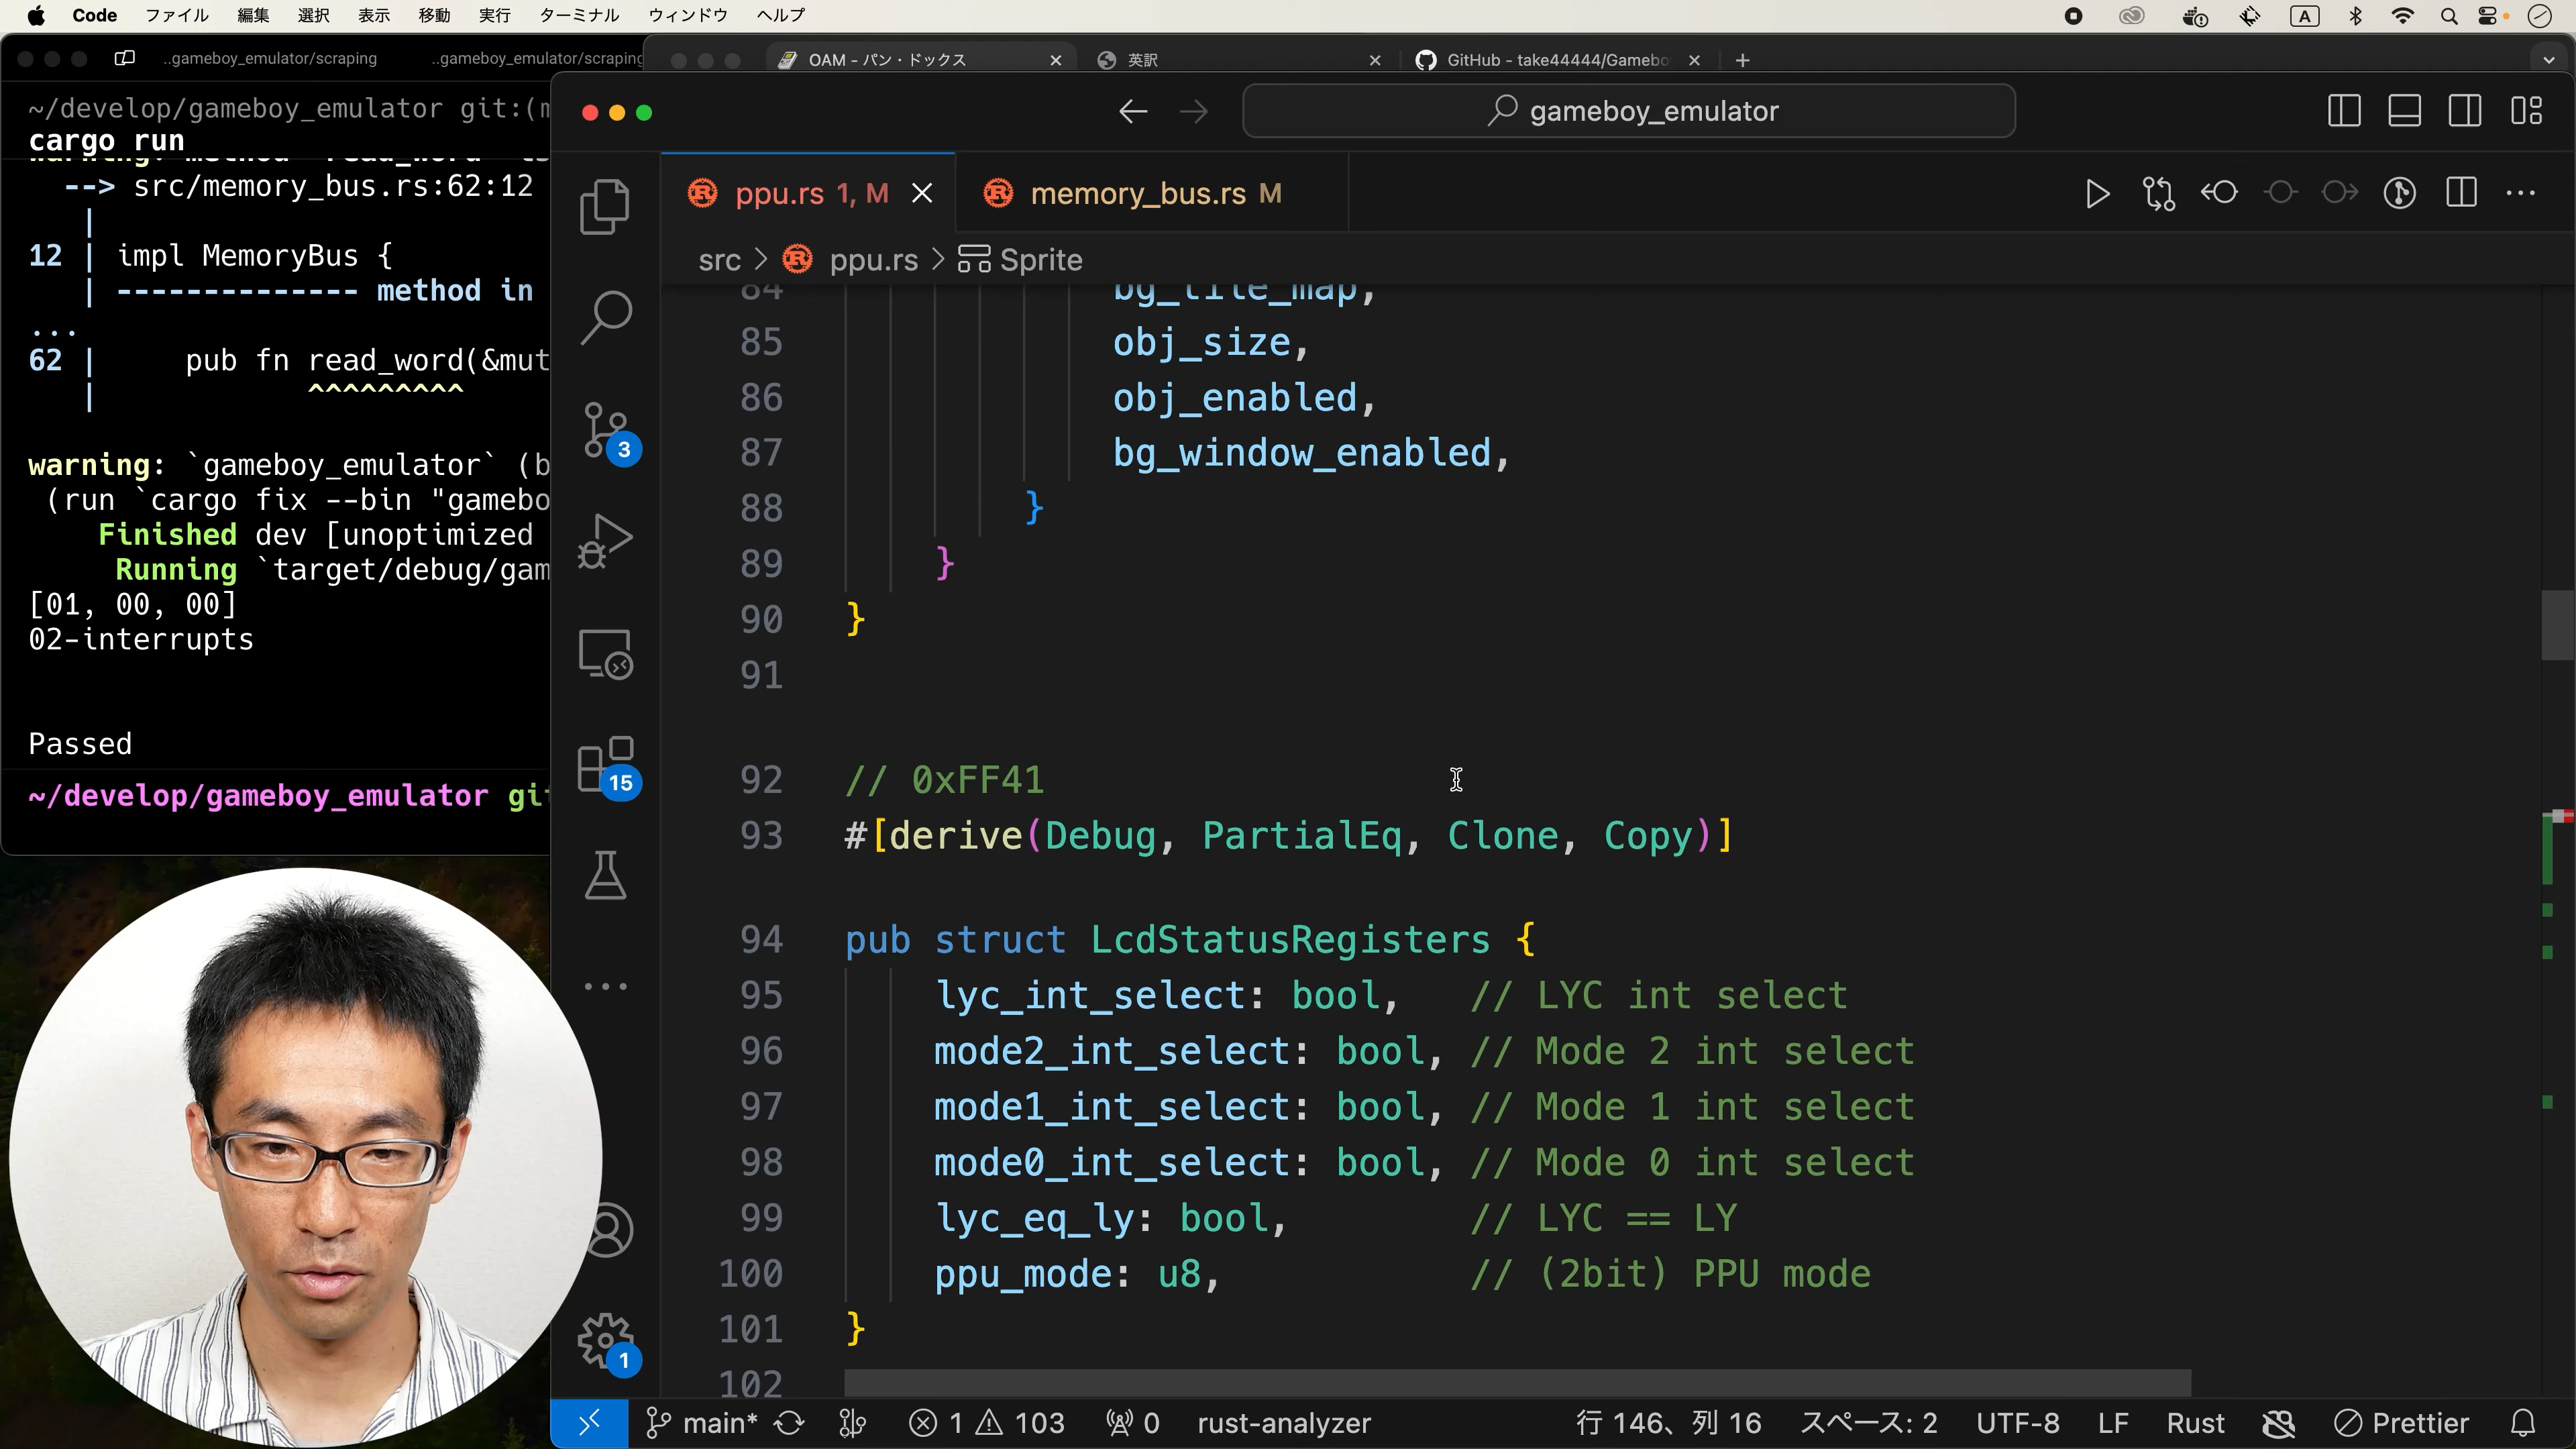 Code ファイル 編集 選択 表示 移動 実行 ターミナル ウィンドウ ヘルプ
..gameboy_emulator/scraping ..gameboy_emulator/scraping
OAM - パン・ドックス 英訳 GitHub - take44444/Gamebo
~/develop/gameboy_emulator git:(m
cargo run
--> src/memory_bus.rs:62:12
|
12 | impl MemoryBus {
| -------------- method in
...
62 | pub fn read_word(&mut
| ^^^^^^^^^
warning: `gameboy_emulator` (b
(run `cargo fix --bin "gamebo
Finished dev [unoptimized
Running `target/debug/gam
[01, 00, 00]
02-interrupts
Passed
~/develop/gameboy_emulator git
gameboy_emulator
ppu.rs 1, M memory_bus.rs M
src > ppu.rs > Sprite
84 bg_tile_map,
85 obj_size,
86 obj_enabled,
87 bg_window_enabled,
88 }
89 }
90 }
91
92 // 0xFF41
93 #[derive(Debug, PartialEq, Clone, Copy)]
94 pub struct LcdStatusRegisters {
95 lyc_int_select: bool, // LYC int select
96 mode2_int_select: bool, // Mode 2 int select
97 mode1_int_select: bool, // Mode 1 int select
98 mode0_int_select: bool, // Mode 0 int select
99 lyc_eq_ly: bool, // LYC == LY
100 ppu_mode: u8, // (2bit) PPU mode
101 }
102
3
15
1
main* 1 103 0 rust-analyzer 行 146、列 16 スペース: 2 UTF-8 LF Rust Prettier